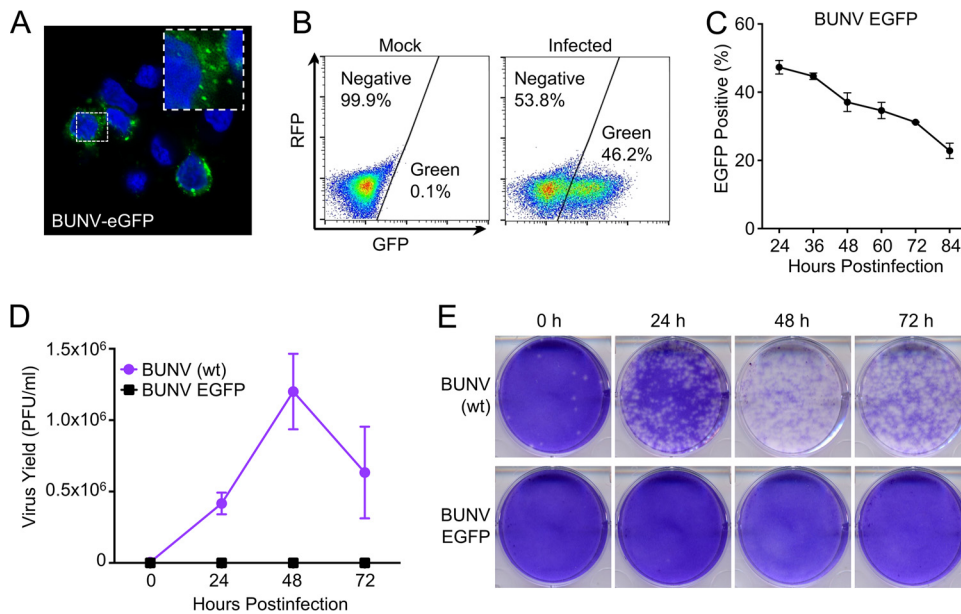 A
BUNV-eGFP
B
Mock
Infected
Negative
99.9%
Green
0.1%
Negative
53.8%
Green
46.2%
RFP
GFP
C
BUNV EGFP
EGFP Positive (%)
60
40
20
0
24 36 48 60 72 84
Hours Postinfection
D
BUNV (wt)
BUNV EGFP
Virus Yield (PFU/ml)
1.5x10⁶
1.0x10⁶
0.5x10⁶
0
0 24 48 72
Hours Postinfection
E
0 h 24 h 48 h 72 h
BUNV
(wt)
BUNV
EGFP